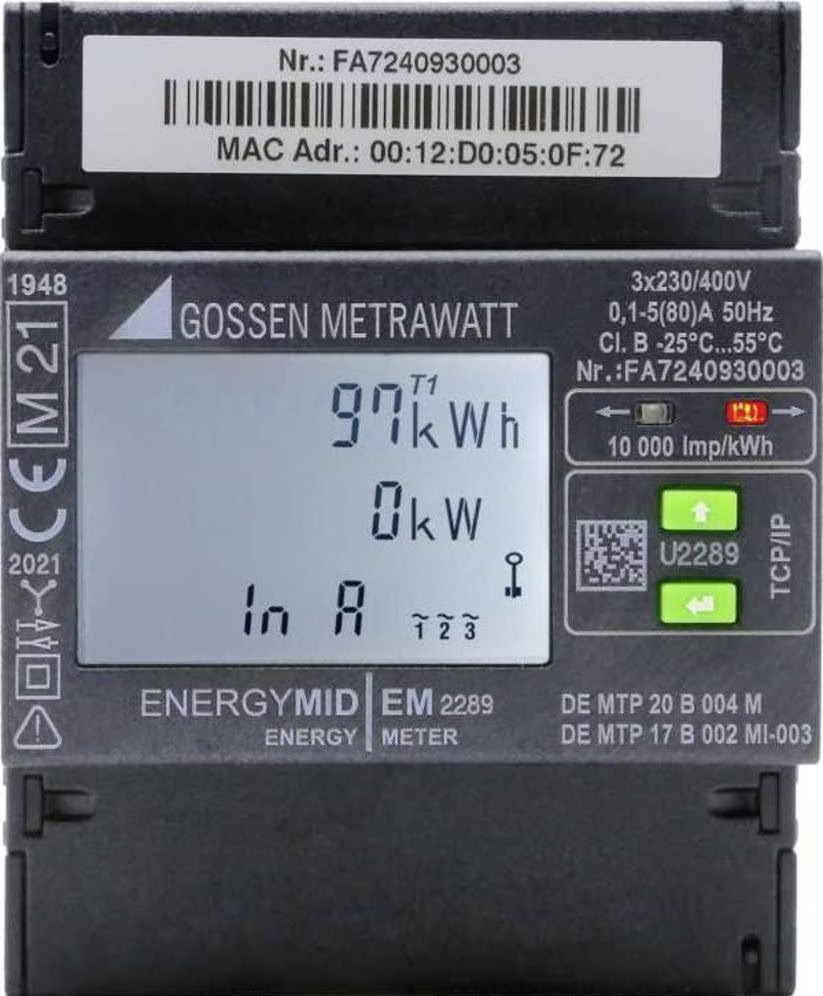 Nr.: FA7240930003
MAC Adr.: 00:12:D0:05:0F:72
1948
M 21
CE
2021
GOSSEN METRAWATT
3x230/400V
0,1-5(80)A 50Hz
Cl. B -25°C...55°C
Nr.:FA7240930003
10 000 Imp/kWh
T1
97kWh
0kW
In A 1 2 3
U2289
TCP/IP
ENERGYMID EM 2289
ENERGY METER
DE MTP 20 B 004 M
DE MTP 17 B 002 MI-003